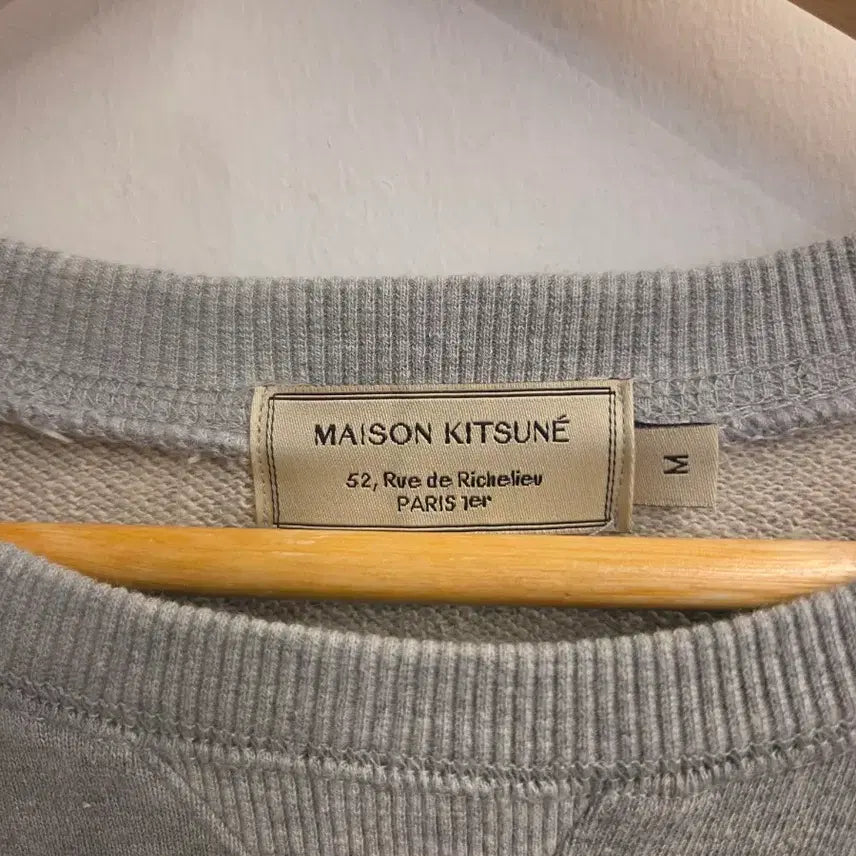 MAISON KITSUNÉ
52, Rue de Richelieu
PARIS 1er
M